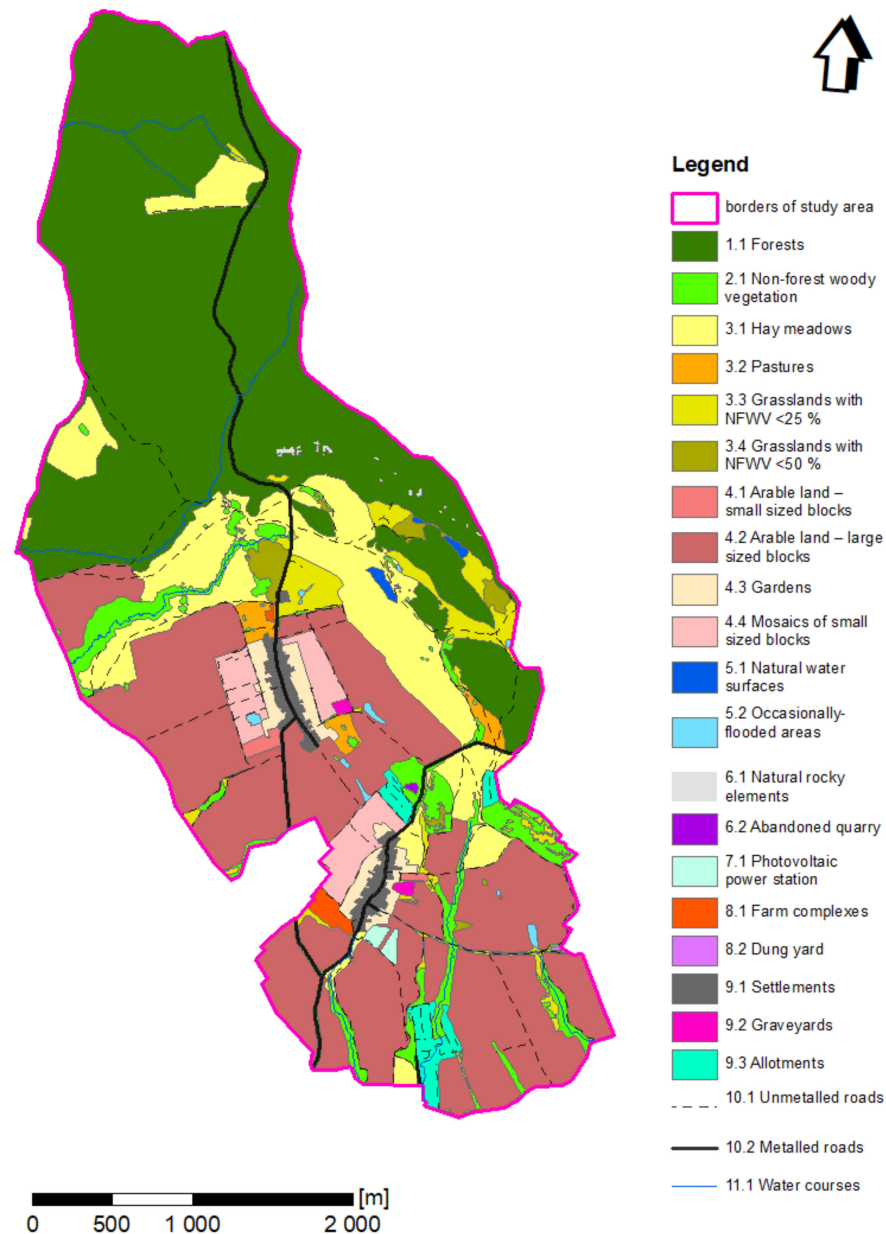 Legend
borders of study area
1.1 Forests
2.1 Non-forest woody
vegetation
3.1 Hay meadows
3.2 Pastures
3.3 Grasslands with
NFWV <25 %
3.4 Grasslands with
NFWV <50 %
4.1 Arable land –
small sized blocks
4.2 Arable land – large
sized blocks
4.3 Gardens
4.4 Mosaics of small
sized blocks
5.1 Natural water
surfaces
5.2 Occasionally-
flooded areas
6.1 Natural rocky
elements
6.2 Abandoned quarry
7.1 Photovoltaic
power station
8.1 Farm complexes
8.2 Dung yard
9.1 Settlements
9.2 Graveyards
9.3 Allotments
10.1 Unmetalled roads
10.2 Metalled roads
11.1 Water courses
[m]
0 500 1 000 2 000